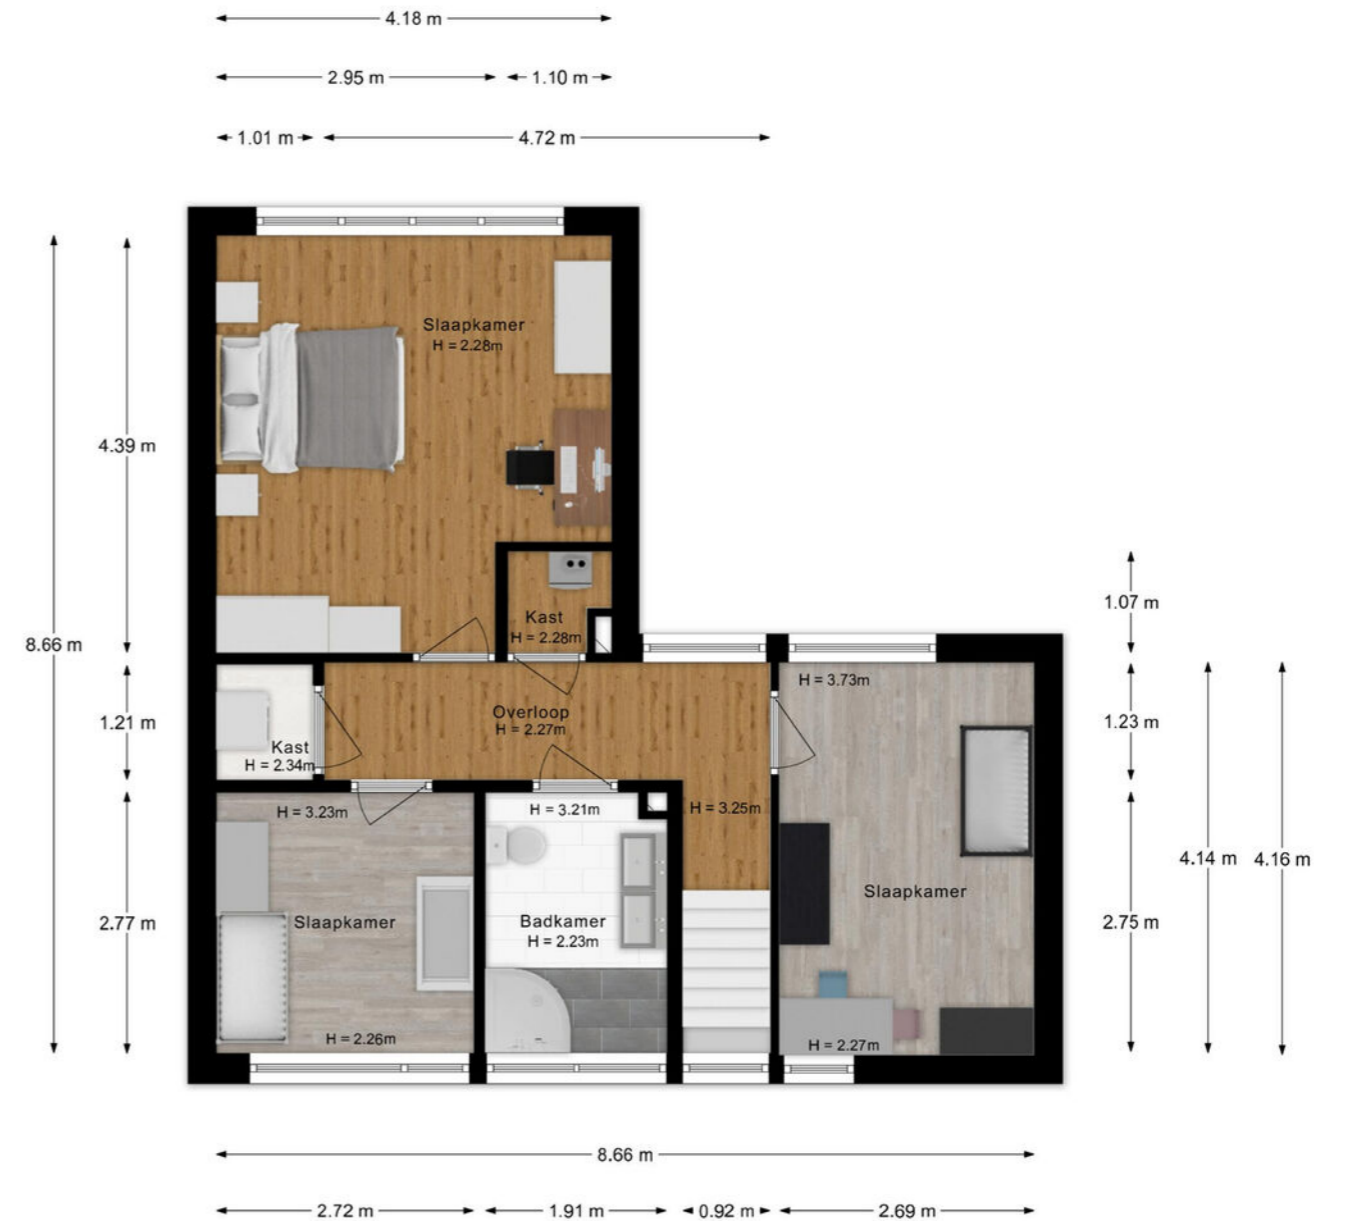 4.18 m
2.95 m
1.10 m
1.01 m
4.72 m
Slaapkamer
H = 2.28m
4.39 m
1.07 m
Kast
H = 2.28m
8.66 m
H = 3.73m
Overloop
H = 2.27m
1.21 m
1.23 m
Kast
H = 2.34m
H = 3.23m
H = 3.21m
H = 3.25m
4.14 m
4.16 m
Slaapkamer
2.77 m
Slaapkamer
Badkamer
H = 2.23m
2.75 m
H = 2.26m
H = 2.27m
8.66 m
2.72 m
1.91 m
0.92 m
2.69 m